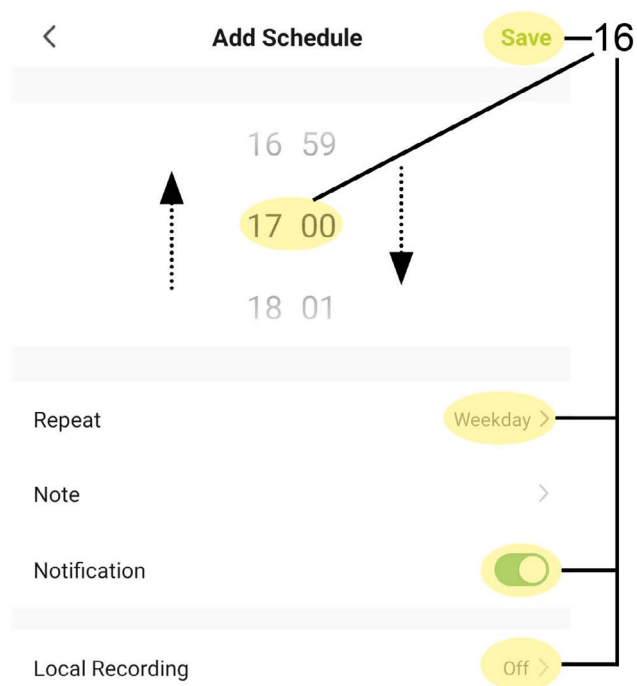 Add Schedule Save 16
16 59
17 00
18 01
Repeat Weekday
Note
Notification
Local Recording Off